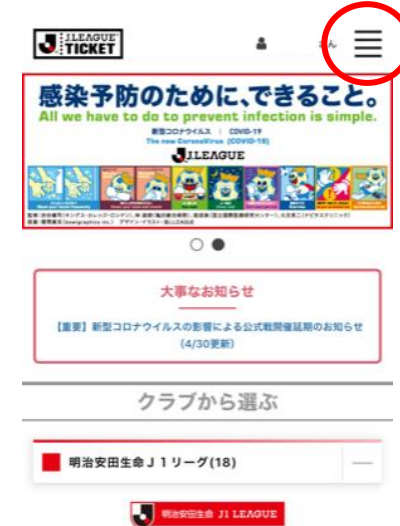 J.LEAGUE
TICKET
さん
感染予防のために、できること。
All we have to do to prevent infection is simple.
新型コロナウイルス | COVID-19
The new CoronaVirus (COVID-19)
J.LEAGUE
大事なお知らせ
【重要】新型コロナウイルスの影響による公式戦開催延期のお知らせ
(4/30更新)
クラブから選ぶ
明治安田生命J1リーグ(18)
明治安田生命 J1 LEAGUE